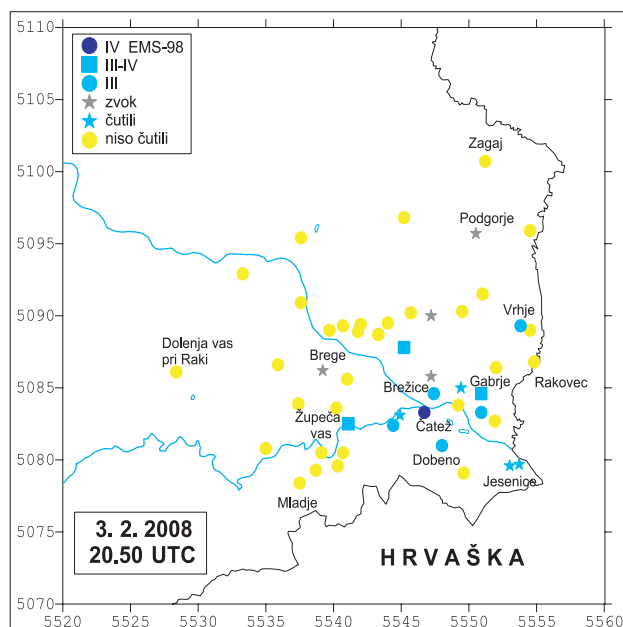 5110
5105
5100
5095
5090
5085
5080
5075
5070
IV EMS-98
III-IV
III
zvok
čutili
niso čutili
Zagaj
Podgorje
Vrhje
Dolenja vas
pri Raki
Brege
Brežice
Gabrje
Rakovec
Župeča
vas
Čatež
Dobeno
Jesenice
Mladje
3. 2. 2008
20.50 UTC
HRVAŠKA
5520 5525 5530 5535 5540 5545 5550 5555 5560